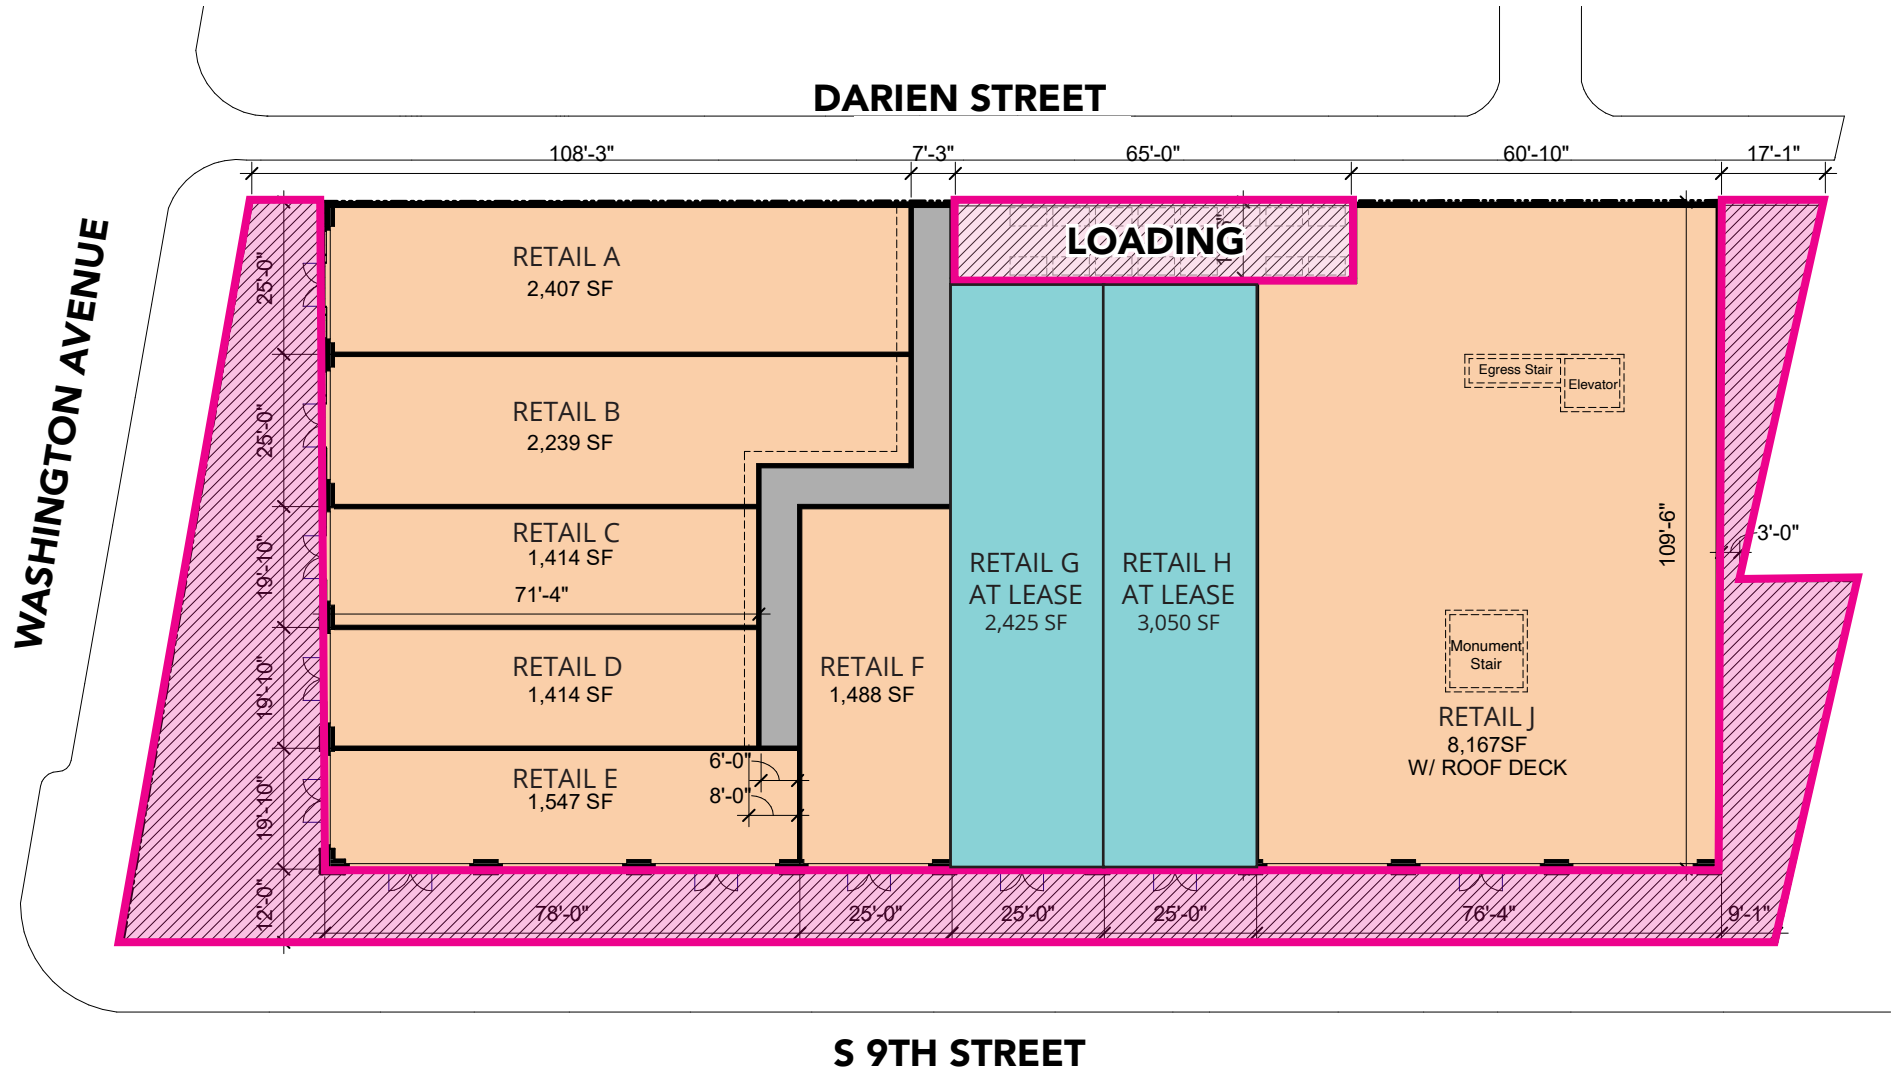 DARIEN STREET
108'-3"
7'-3"
65'-0"
60'-10"
17'-1"
WASHINGTON AVENUE
LOADING
25'-0"
RETAIL A
2,407 SF
Egress Stair
Elevator
25'-0"
RETAIL B
2,239 SF
109'-6"
3'-0"
19'-10"
RETAIL C
1,414 SF
71'-4"
RETAIL G
AT LEASE
2,425 SF
RETAIL H
AT LEASE
3,050 SF
19'-10"
RETAIL D
1,414 SF
RETAIL F
1,488 SF
Monument
Stair
RETAIL J
8,167SF
W/ ROOF DECK
19'-10"
RETAIL E
1,547 SF
6'-0"
8'-0"
12'-0"
78'-0"
25'-0"
25'-0"
25'-0"
76'-4"
9'-1"
S 9TH STREET